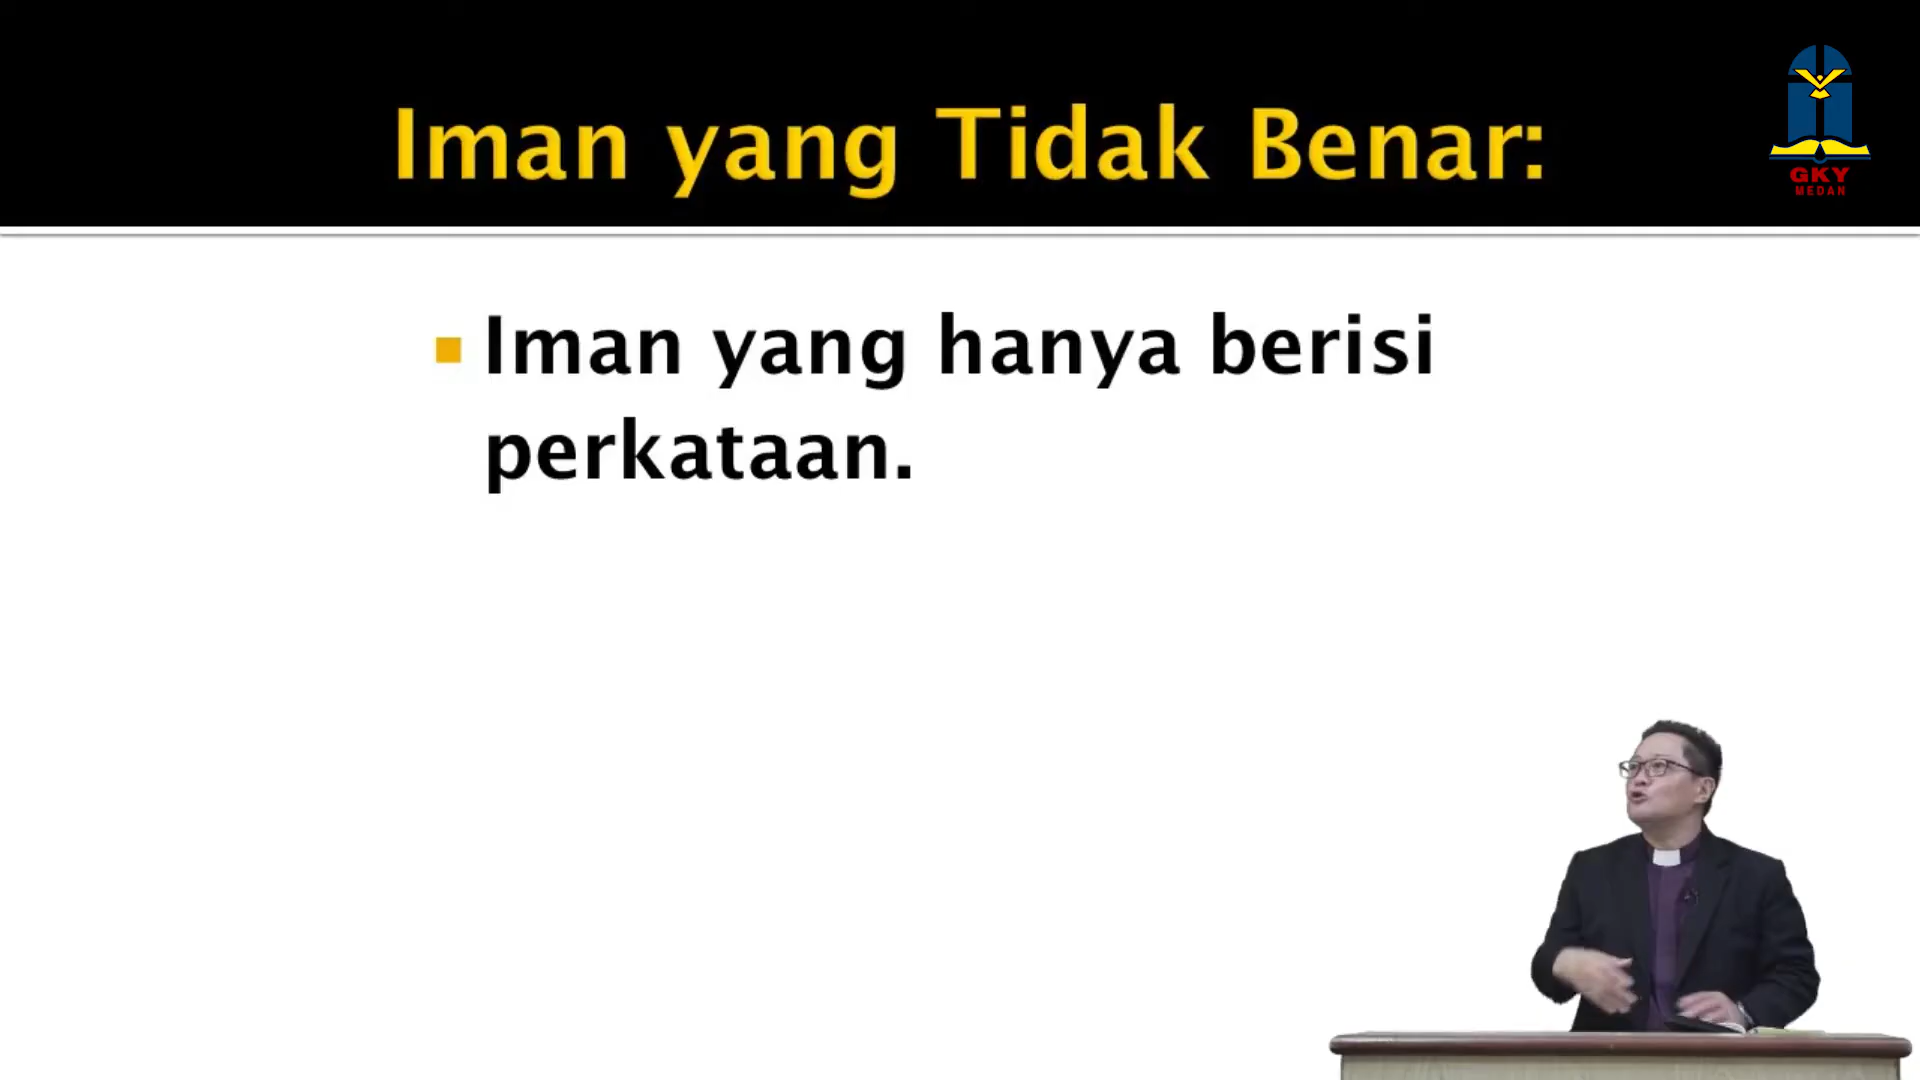 Iman yang Tidak Benar:
GKY
MEDAN
Iman yang hanya berisi
perkataan.